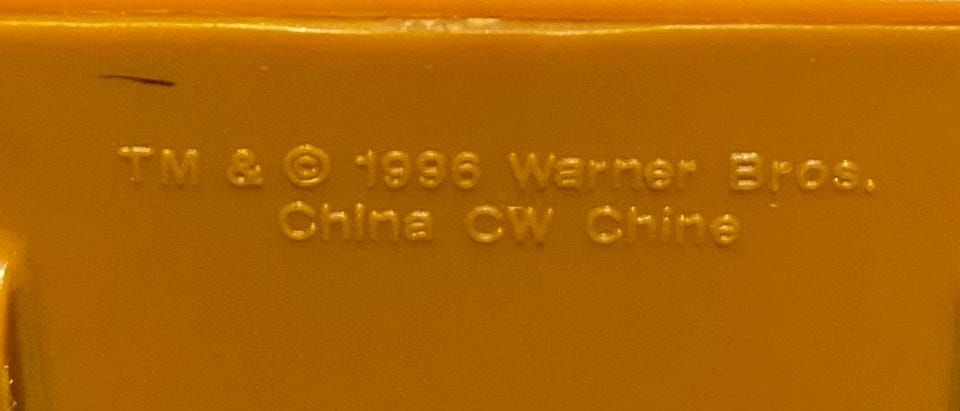 TM & © 1996 Warner Bros.
China CW Chine